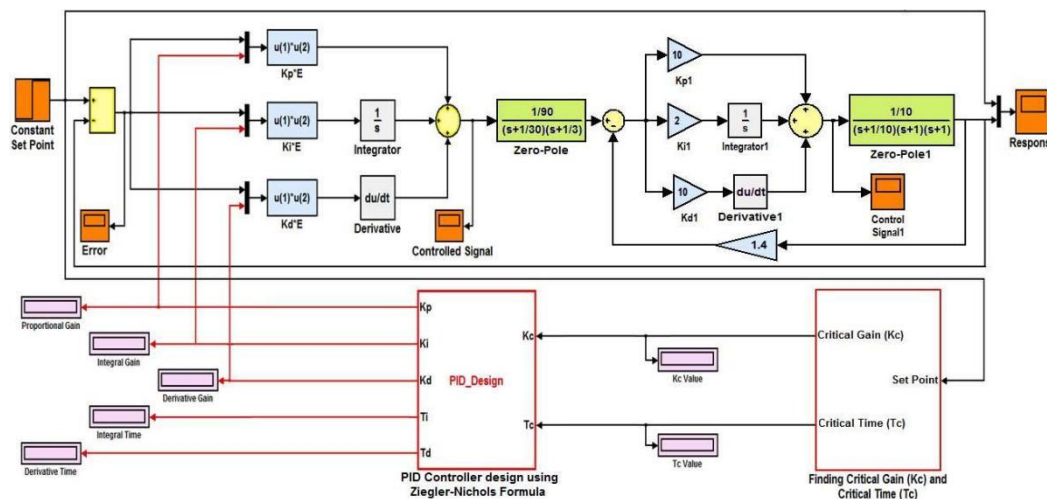 Constant
Set Point
Error
u(1)*u(2)
Kp*E
u(1)*u(2)
Ki*E
u(1)*u(2)
Kd*E
1
s
Integrator
du/dt
Derivative
Controlled Signal
1/90
(s+1/30)(s+1/3)
Zero-Pole
10
Kp1
2
Ki1
10
Kd1
1
s
Integrator1
du/dt
Derivative1
1.4
1/10
(s+1/10)(s+1)(s+1)
Zero-Pole1
Control
Signal1
Respons
Proportional Gain
Integral Gain
Derivative Gain
Integral Time
Derivative Time
Kp
Ki
Kd
Ti
Td
PID_Design
Kc
Tc
PID Controller design using
Ziegler-Nichols Formula
Kc Value
Tc Value
Critical Gain (Kc)
Set Point
Critical Time (Tc)
Finding Critical Gain (Kc) and
Critical Time (Tc)